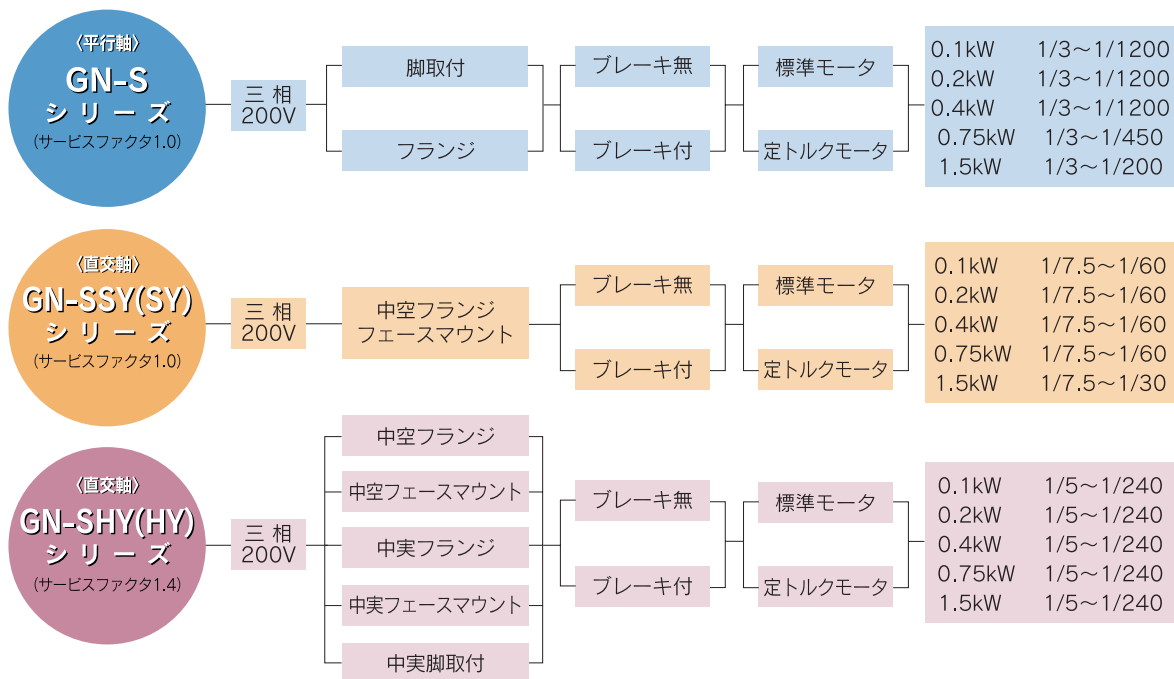 〈平行軸〉
GN-S
シリーズ
(サービスファクタ1.0)
三相
200V
脚取付
フランジ
ブレーキ無
ブレーキ付
標準モータ
定トルクモータ
0.1kW 1/3～1/1200
0.2kW 1/3～1/1200
0.4kW 1/3～1/1200
0.75kW 1/3～1/450
1.5kW 1/3～1/200
〈直交軸〉
GN-SSY(SY)
シリーズ
(サービスファクタ1.0)
三相
200V
中空フランジ
フェースマウント
ブレーキ無
ブレーキ付
標準モータ
定トルクモータ
0.1kW 1/7.5～1/60
0.2kW 1/7.5～1/60
0.4kW 1/7.5～1/60
0.75kW 1/7.5～1/60
1.5kW 1/7.5～1/30
〈直交軸〉
GN-SHY(HY)
シリーズ
(サービスファクタ1.4)
三相
200V
中空フランジ
中空フェースマウント
中実フランジ
中実フェースマウント
中実脚取付
ブレーキ無
ブレーキ付
標準モータ
定トルクモータ
0.1kW 1/5～1/240
0.2kW 1/5～1/240
0.4kW 1/5～1/240
0.75kW 1/5～1/240
1.5kW 1/5～1/240